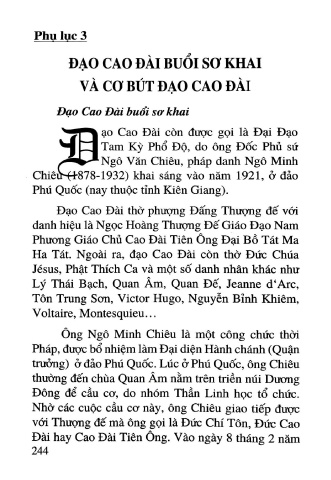 Phụ lục 3
ĐẠO CAO ĐÀI BUỔI SƠ KHAI
VÀ CƠ BÚT ĐẠO CAO ĐÀI
Đạo Cao Đài buổi sơ khai
Đạo Cao Đài còn được gọi là Đại Đạo
Tam Kỳ Phổ Độ, do ông Đốc Phủ sứ
Ngô Văn Chiêu, pháp danh Ngô Minh
Chiêu (1878-1932) khai sáng vào năm 1921, ở đảo
Phú Quốc (nay thuộc tỉnh Kiên Giang).
Đạo Cao Đài thờ phượng Đấng Thượng đế với
danh hiệu là Ngọc Hoàng Thượng Đế Giáo Đạo Nam
Phương Giáo Chủ Cao Đài Tiên Ông Đại Bồ Tát Ma
Ha Tát. Ngoài ra, đạo Cao Đài còn thờ Đức Chúa
Jésus, Phật Thích Ca và một số danh nhân khác như
Lý Thái Bạch, Quan Âm, Quan Đế, Jeanne d'Arc,
Tôn Trung Sơn, Victor Hugo, Nguyễn Bỉnh Khiêm,
Voltaire, Montesquieu...
Ông Ngô Minh Chiêu là một công chức thời
Pháp, được bổ nhiệm làm Đại diện Hành chánh (Quận
trưởng) ở đảo Phú Quốc. Lúc ở Phú Quốc, ông Chiêu
thường đến chùa Quan Âm nằm trên triền núi Dương
Đông để cầu cơ, do nhóm Thần Linh học tổ chức.
Nhờ các cuộc cầu cơ này, ông Chiêu giao tiếp được
với Thượng đế mà ông gọi là Đức Chí Tôn, Đức Cao
Đài hay Cao Đài Tiên Ông. Vào ngày 8 tháng 2 năm
244